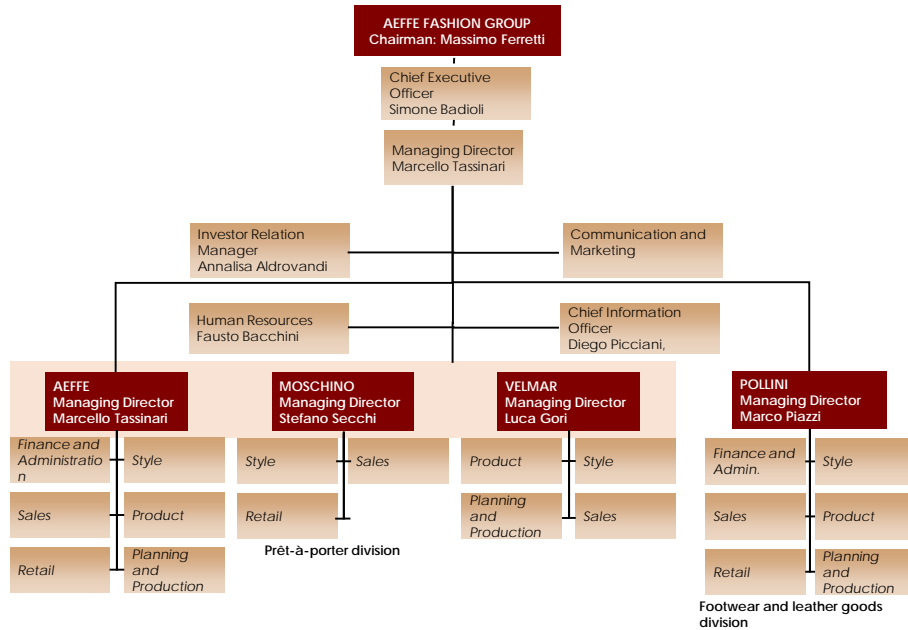 AEFFE FASHION GROUP
Chairman: Massimo Ferretti
Chief Executive
Officer
Simone Badioli
Managing Director
Marcello Tassinari
Investor Relation
Manager
Annalisa Aldrovandi
Communication and
Marketing
Human Resources
Fausto Bacchini
Chief Information
Officer
Diego Picciani,
AEFFE
Managing Director
Marcello Tassinari
MOSCHINO
Managing Director
Stefano Secchi
VELMAR
Managing Director
Luca Gori
POLLINI
Managing Director
Marco Piazzi
Finance and
Administratio
n
Style
Sales
Product
Retail
Planning
and
Production
Style
Sales
Retail
Prêt-à-porter division
Product
Style
Planning
and
Production
Sales
Finance and
Admin.
Style
Sales
Product
Retail
Planning
and
Production
Footwear and leather goods
division